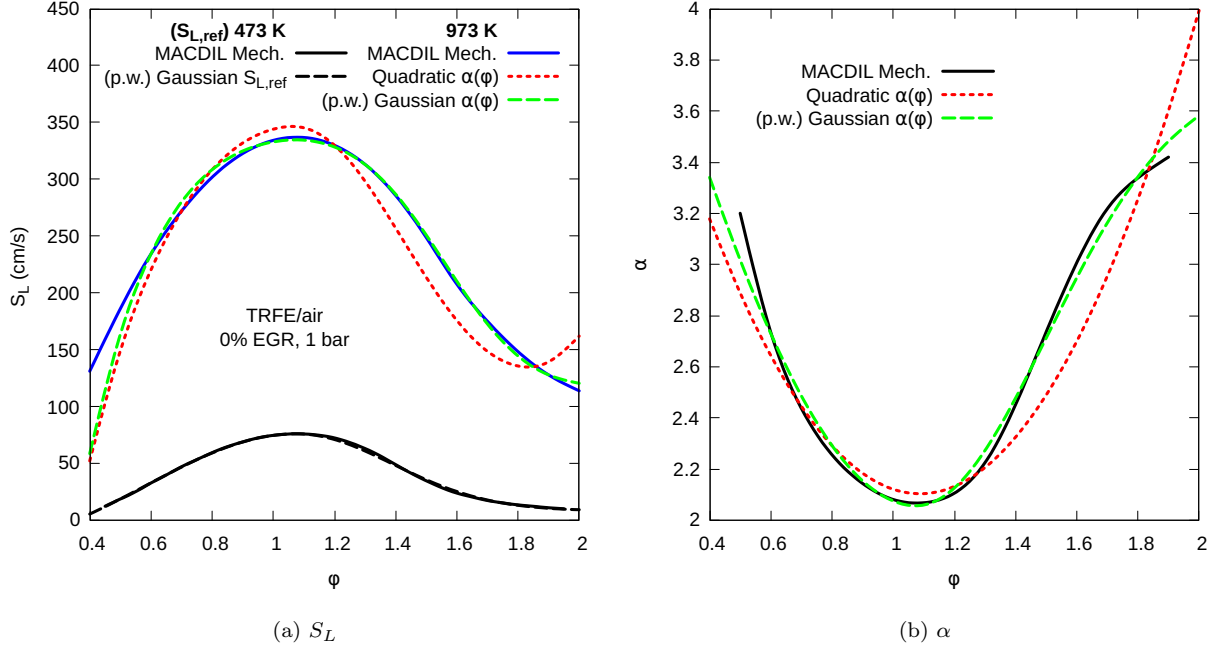 (S_L,ref) 473 K 973 K
MACDIL Mech. MACDIL Mech.
(p.w.) Gaussian S_L,ref Quadratic α(φ)
(p.w.) Gaussian α(φ)
TRFE/air
0% EGR, 1 bar
S_L (cm/s)
450
400
350
300
250
200
150
100
50
0
0.4 0.6 0.8 1 1.2 1.4 1.6 1.8 2
φ
(a) S_L
MACDIL Mech.
Quadratic α(φ)
(p.w.) Gaussian α(φ)
α
4
3.8
3.6
3.4
3.2
3
2.8
2.6
2.4
2.2
2
0.4 0.6 0.8 1 1.2 1.4 1.6 1.8 2
φ
(b) α